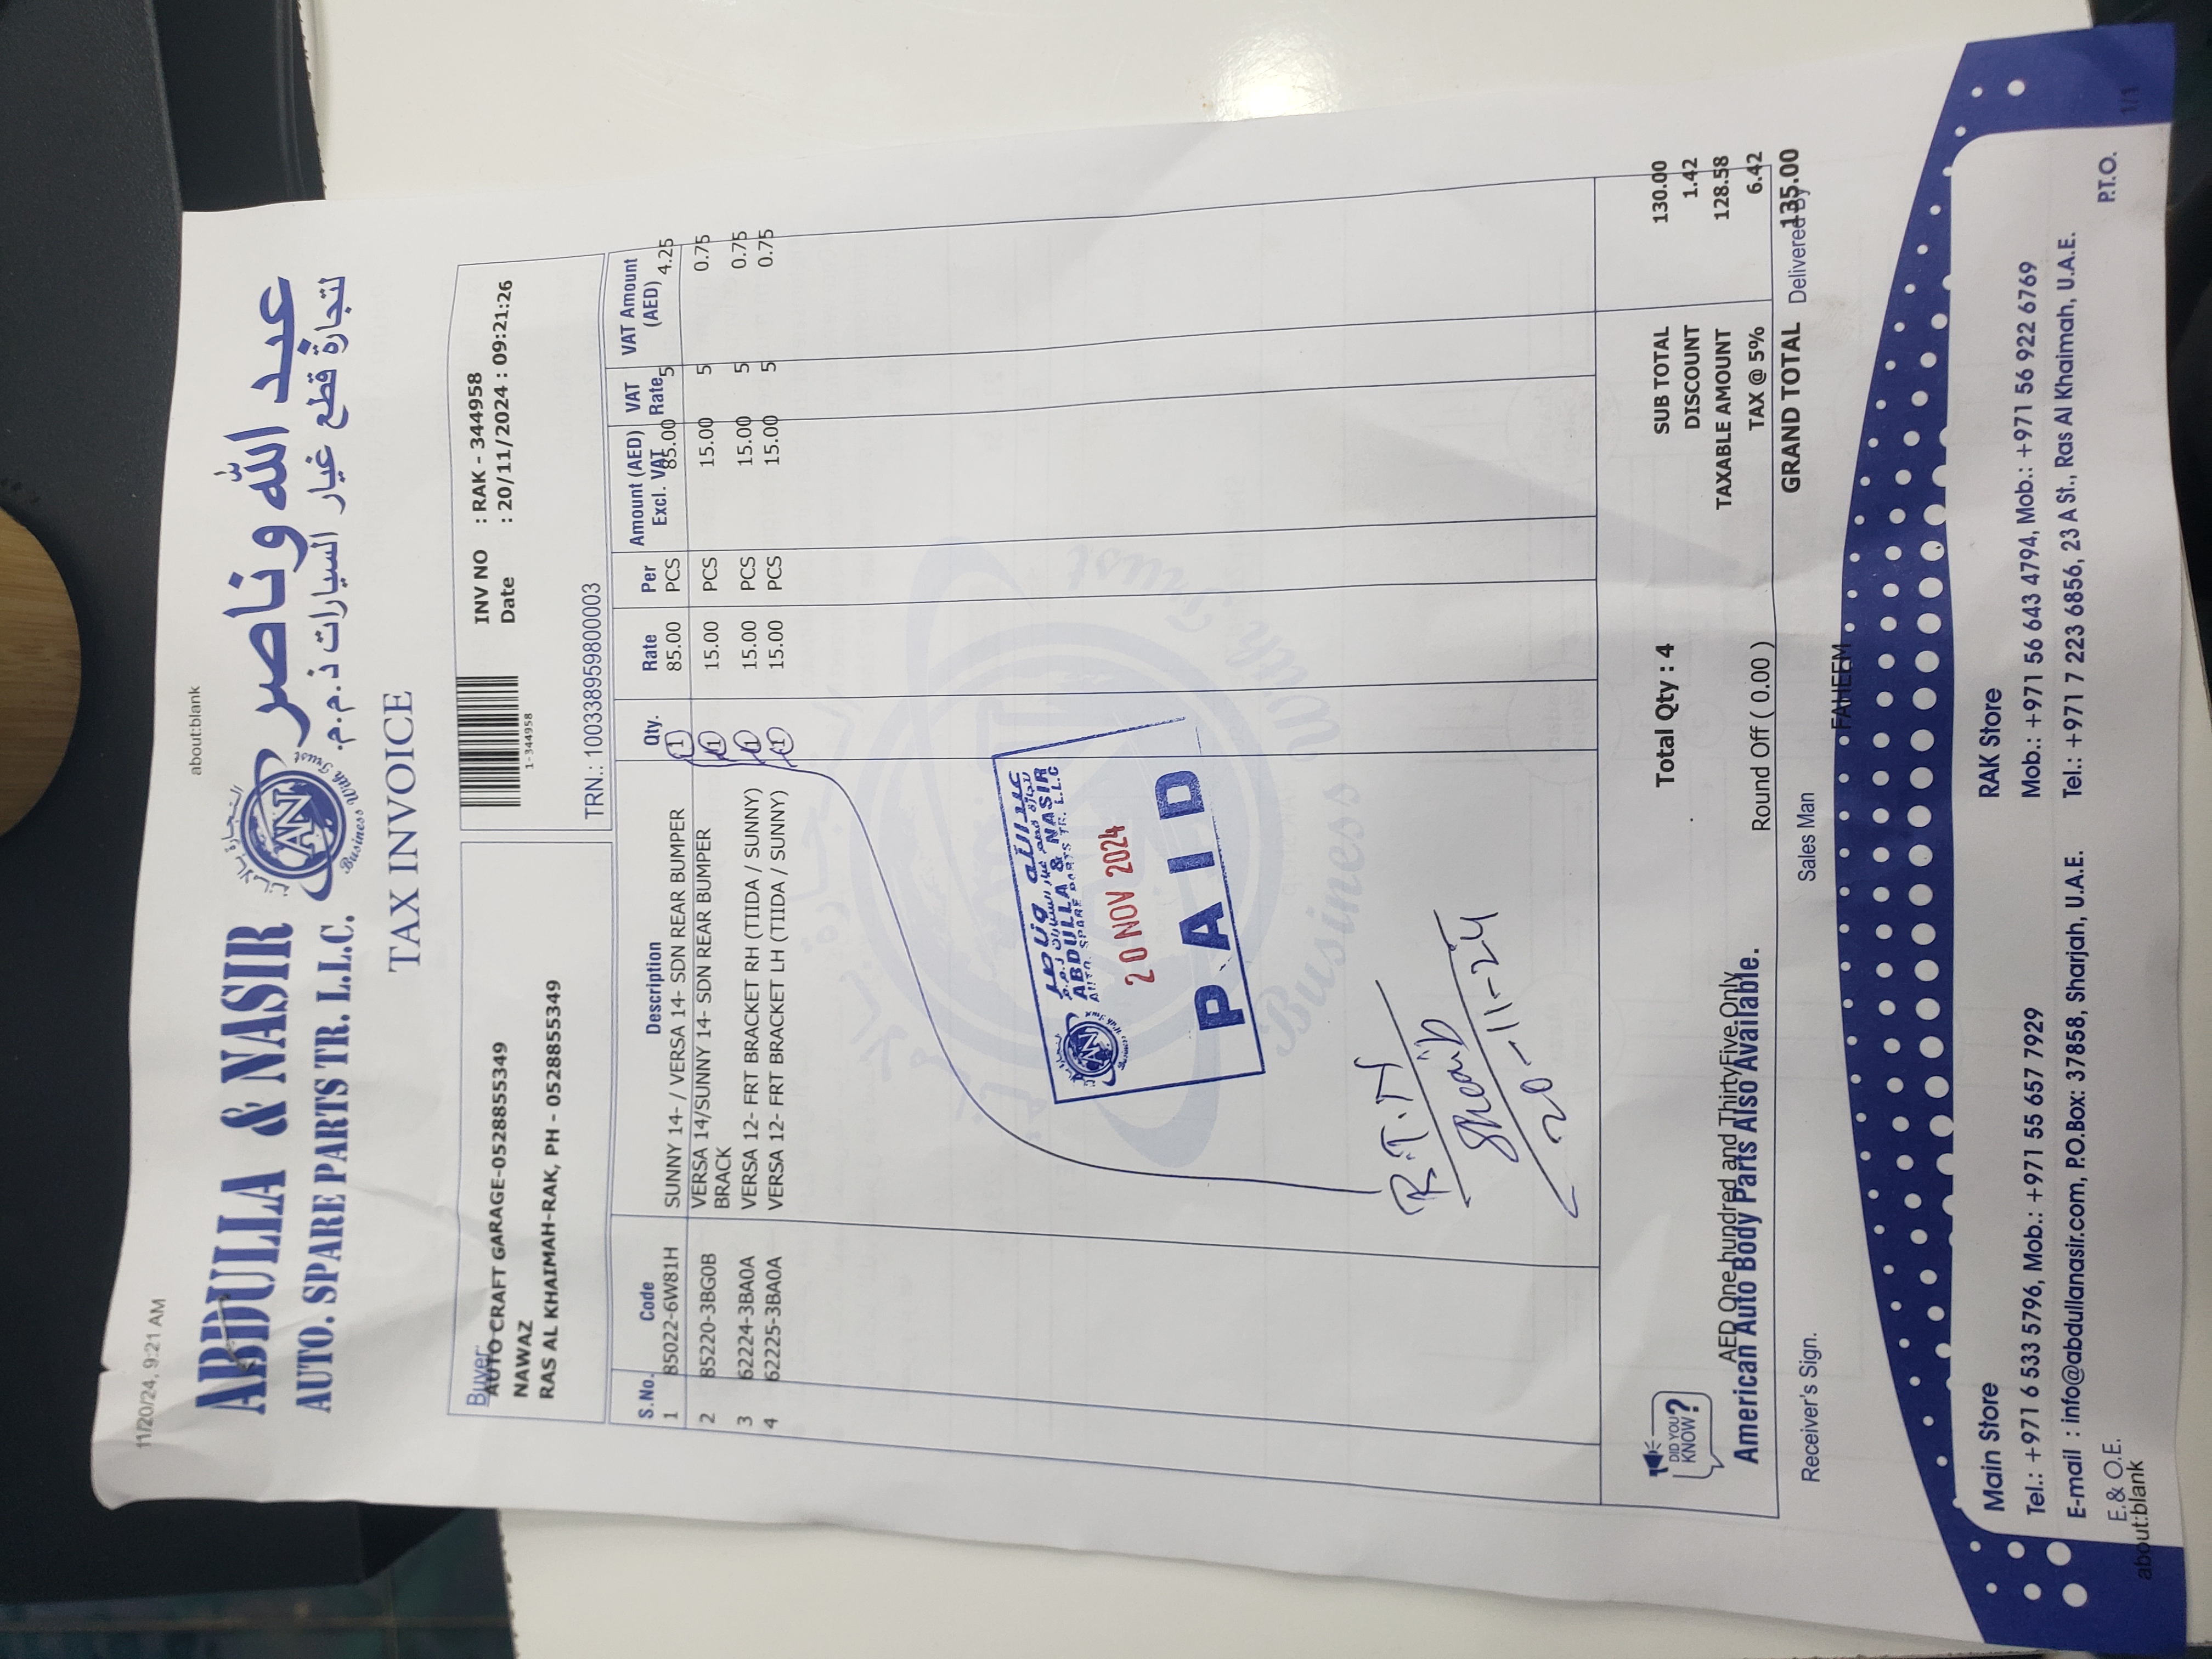 11/20/24, 9:21 AM
about:blank
ABDULLA & NASIR
AUTO. SPARE PARTS TR. L.L.C.
AN
Business With Trust
عبد الله وناصر
لتجارة قطع غيار السيارات ذ.م.م.
TAX INVOICE
Buyer:
AUTO CRAFT GARAGE-0528855349
NAWAZ
RAS AL KHAIMAH-RAK, PH - 0528855349
1-344958
INV NO : RAK - 344958
Date : 20/11/2024 : 09:21:26
TRN.: 100338959800003
S.No. Code Description Qty. Rate Per Amount (AED) Excl. VAT VAT Rate VAT Amount (AED)
1 85022-6W81H SUNNY 14- / VERSA 14- SDN REAR BUMPER 1 85.00 PCS 85.00 5 4.25
2 85220-3BG0B VERSA 14/SUNNY 14- SDN REAR BUMPER 1 15.00 PCS 15.00 5 0.75
BRACK
3 62224-3BA0A VERSA 12- FRT BRACKET RH (TIIDA / SUNNY) 1 15.00 PCS 15.00 5 0.75
4 62225-3BA0A VERSA 12- FRT BRACKET LH (TIIDA / SUNNY) 1 15.00 PCS 15.00 5 0.75
Business With Trust
عبد الله وناصر
ABDULLA & NASIR
AUTO. SPARE PARTS TR. L.L.C
20 NOV 2024
PAID
R.T.N
Shoaib
20-11-24
Total Qty : 4
SUB TOTAL 130.00
DISCOUNT 1.42
TAXABLE AMOUNT 128.58
TAX @ 5% 6.42
Round Off ( 0.00 )
GRAND TOTAL 135.00
DID YOU KNOW?
AED One hundred and ThirtyFive Only
American Auto Body Parts Also Available.
Receiver's Sign. Sales Man Delivered By
FAHEEM
Main Store
Tel.: +971 6 533 5796, Mob.: +971 55 657 7929
E-mail : info@abdullanasir.com, P.O.Box: 37858, Sharjah, U.A.E.
RAK Store
Mob.: +971 56 643 4794, Mob.: +971 56 922 6769
Tel.: +971 7 223 6856, 23 A St., Ras Al Khaimah, U.A.E.
E.& O.E.
P.T.O.
about:blank
1/1